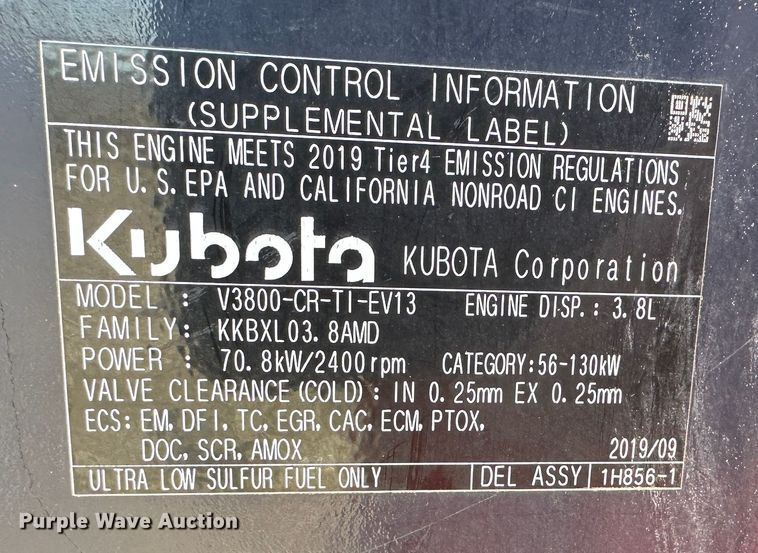 EMISSION CONTROL INFORMATION
(SUPPLEMENTAL LABEL)
THIS ENGINE MEETS 2019 Tier4 EMISSION REGULATIONS
FOR U.S.EPA AND CALIFORNIA NONROAD CI ENGINES.
Kubota KUBOTA Corporation
MODEL : V3800-CR-TI-EV13 ENGINE DISP.: 3.8L
FAMILY: KKBXL03.8AMD
POWER : 70.8kW/2400rpm CATEGORY:56-130kW
VALVE CLEARANCE(COLD): IN 0.25mm EX 0.25mm
ECS: EM, DFI, TC, EGR, CAC, ECM, PTOX,
DOC, SCR, AMOX 2019/09
ULTRA LOW SULFUR FUEL ONLY DEL ASSY 1H856-1
Purple Wave Auction